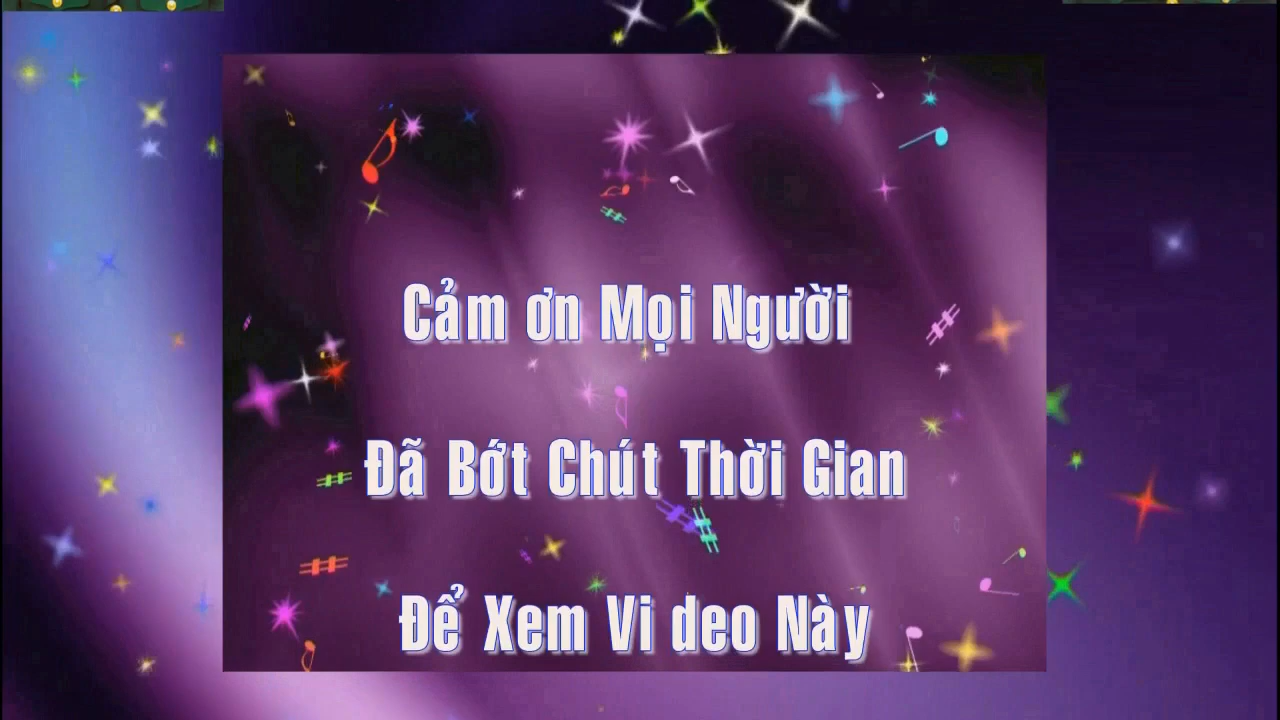 Cảm ơn Mọi Người
Đã Bớt Chút Thời Gian
Để Xem Vi deo Này